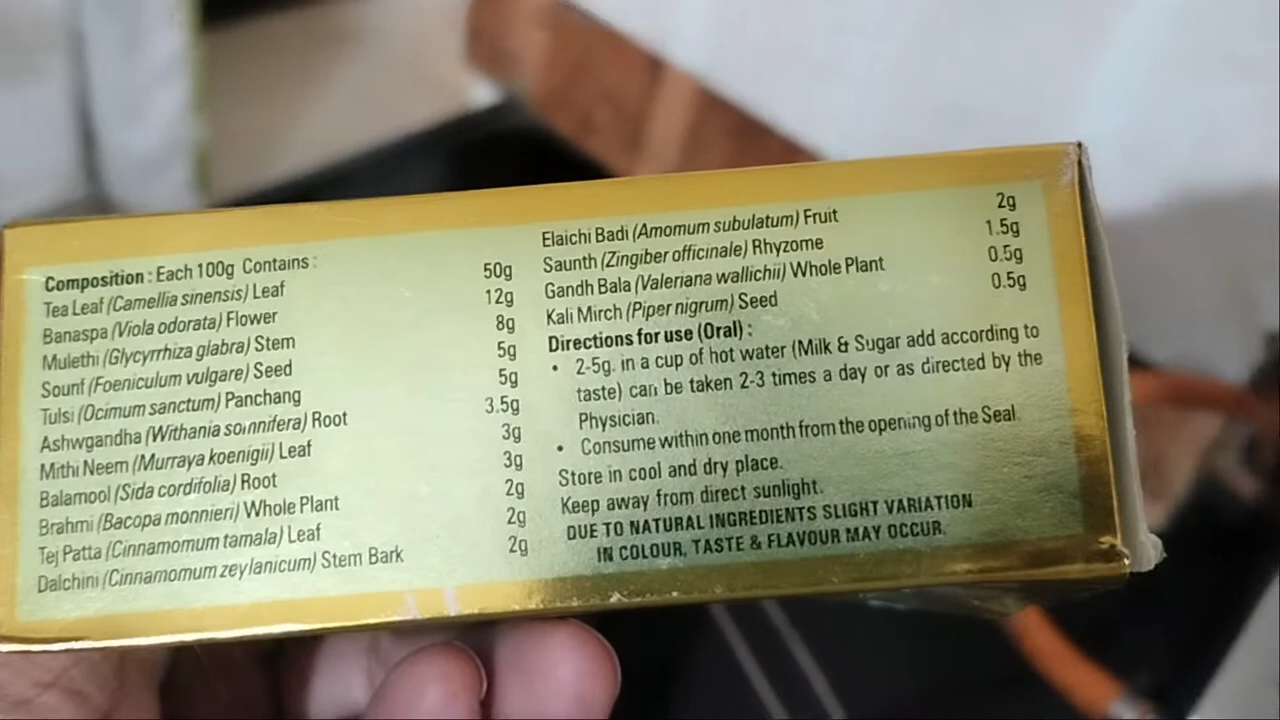 Composition : Each 100g Contains :
Tea Leaf (Camellia sinensis) Leaf 50g
Banaspa (Viola odorata) Flower 12g
Mulethi (Glycyrrhiza glabra) Stem 8g
Sounf (Foeniculum vulgare) Seed 5g
Tulsi (Ocimum sanctum) Panchang 5g
Ashwgandha (Withania somnifera) Root 3.5g
Mithi Neem (Murraya koenigii) Leaf 3g
Balamool (Sida cordifolia) Root 3g
Brahmi (Bacopa monnieri) Whole Plant 2g
Tej Patta (Cinnamomum tamala) Leaf 2g
Dalchini (Cinnamomum zeylanicum) Stem Bark 2g
Elaichi Badi (Amomum subulatum) Fruit 2g
Saunth (Zingiber officinale) Rhyzome 1.5g
Gandh Bala (Valeriana wallichii) Whole Plant 0.5g
Kali Mirch (Piper nigrum) Seed 0.5g
Directions for use (Oral) :
• 2-5g. in a cup of hot water (Milk & Sugar add according to
taste) can be taken 2-3 times a day or as directed by the
Physician.
• Consume within one month from the opening of the Seal.
Store in cool and dry place.
Keep away from direct sunlight.
DUE TO NATURAL INGREDIENTS SLIGHT VARIATION
IN COLOUR, TASTE & FLAVOUR MAY OCCUR.